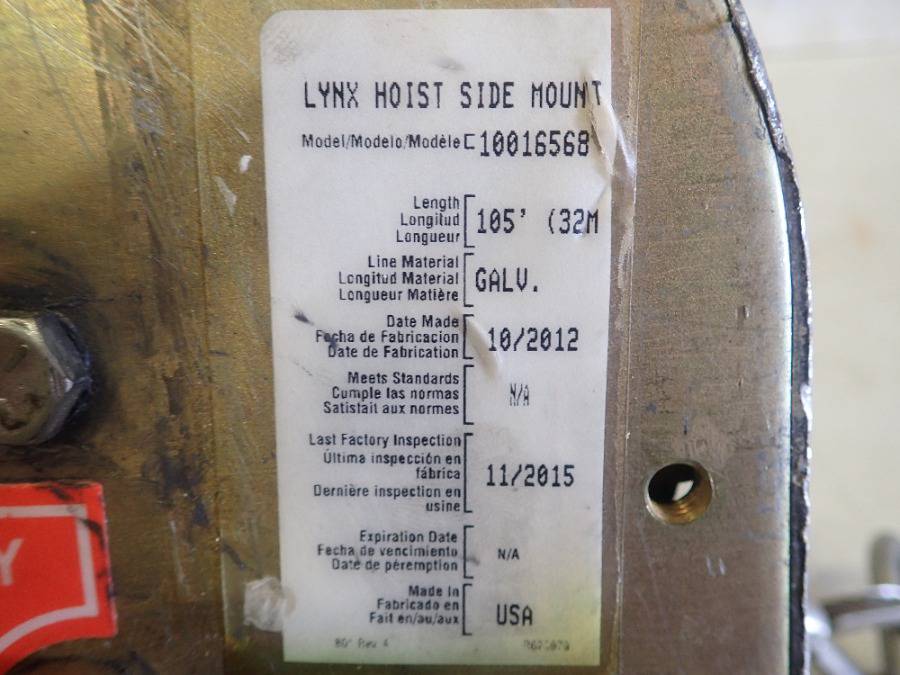 LYNX HOIST SIDE MOUNT
Model/Modelo/Modèle 10016568
Length
Longitud
Longueur
105' (32M
Line Material
Longitud Material
Longueur Matière
GALV.
Date Made
Fecha de Fabricacion
Date de Fabrication
10/2012
Meets Standards
Cumple las normas
Satisfait aux normes
N/A
Last Factory Inspection
Última inspección en
fábrica
Dernière inspection en
usine
11/2015
Expiration Date
Fecha de vencimiento
Date de péremption
N/A
Made In
Fabricado en
Fait en/au/aux
USA
Y